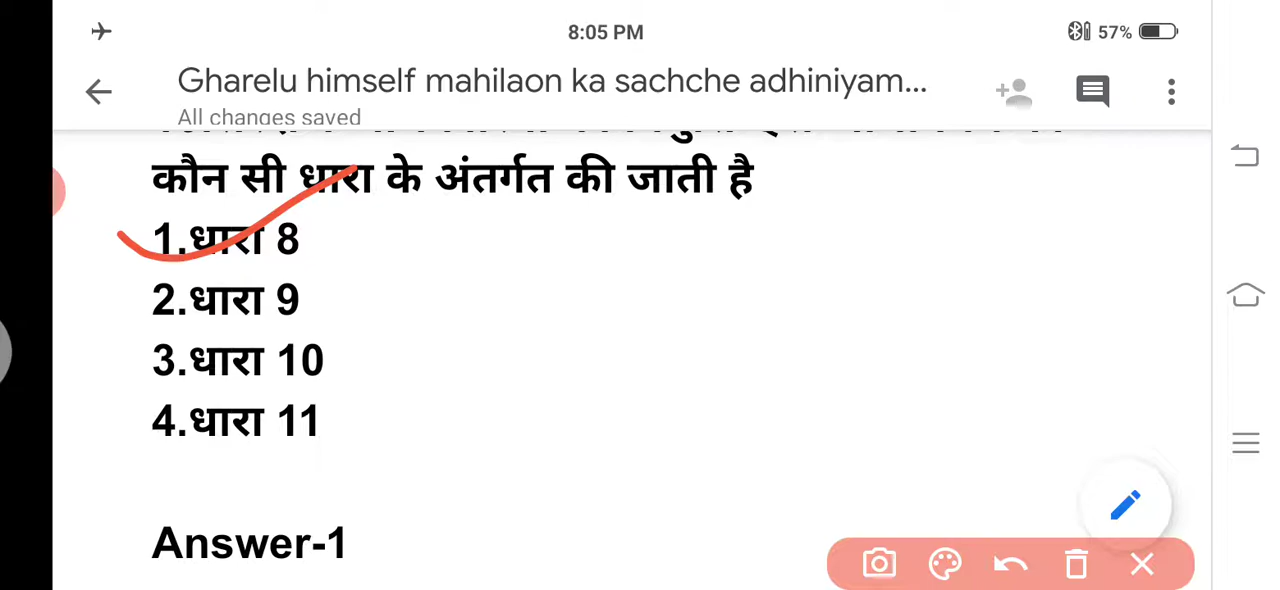 8:05 PM
57%
Gharelu himself mahilaon ka sachche adhiniyam...
All changes saved
कौन सी धारा के अंतर्गत की जाती है
1.धारा 8
2.धारा 9
3.धारा 10
4.धारा 11
Answer-1